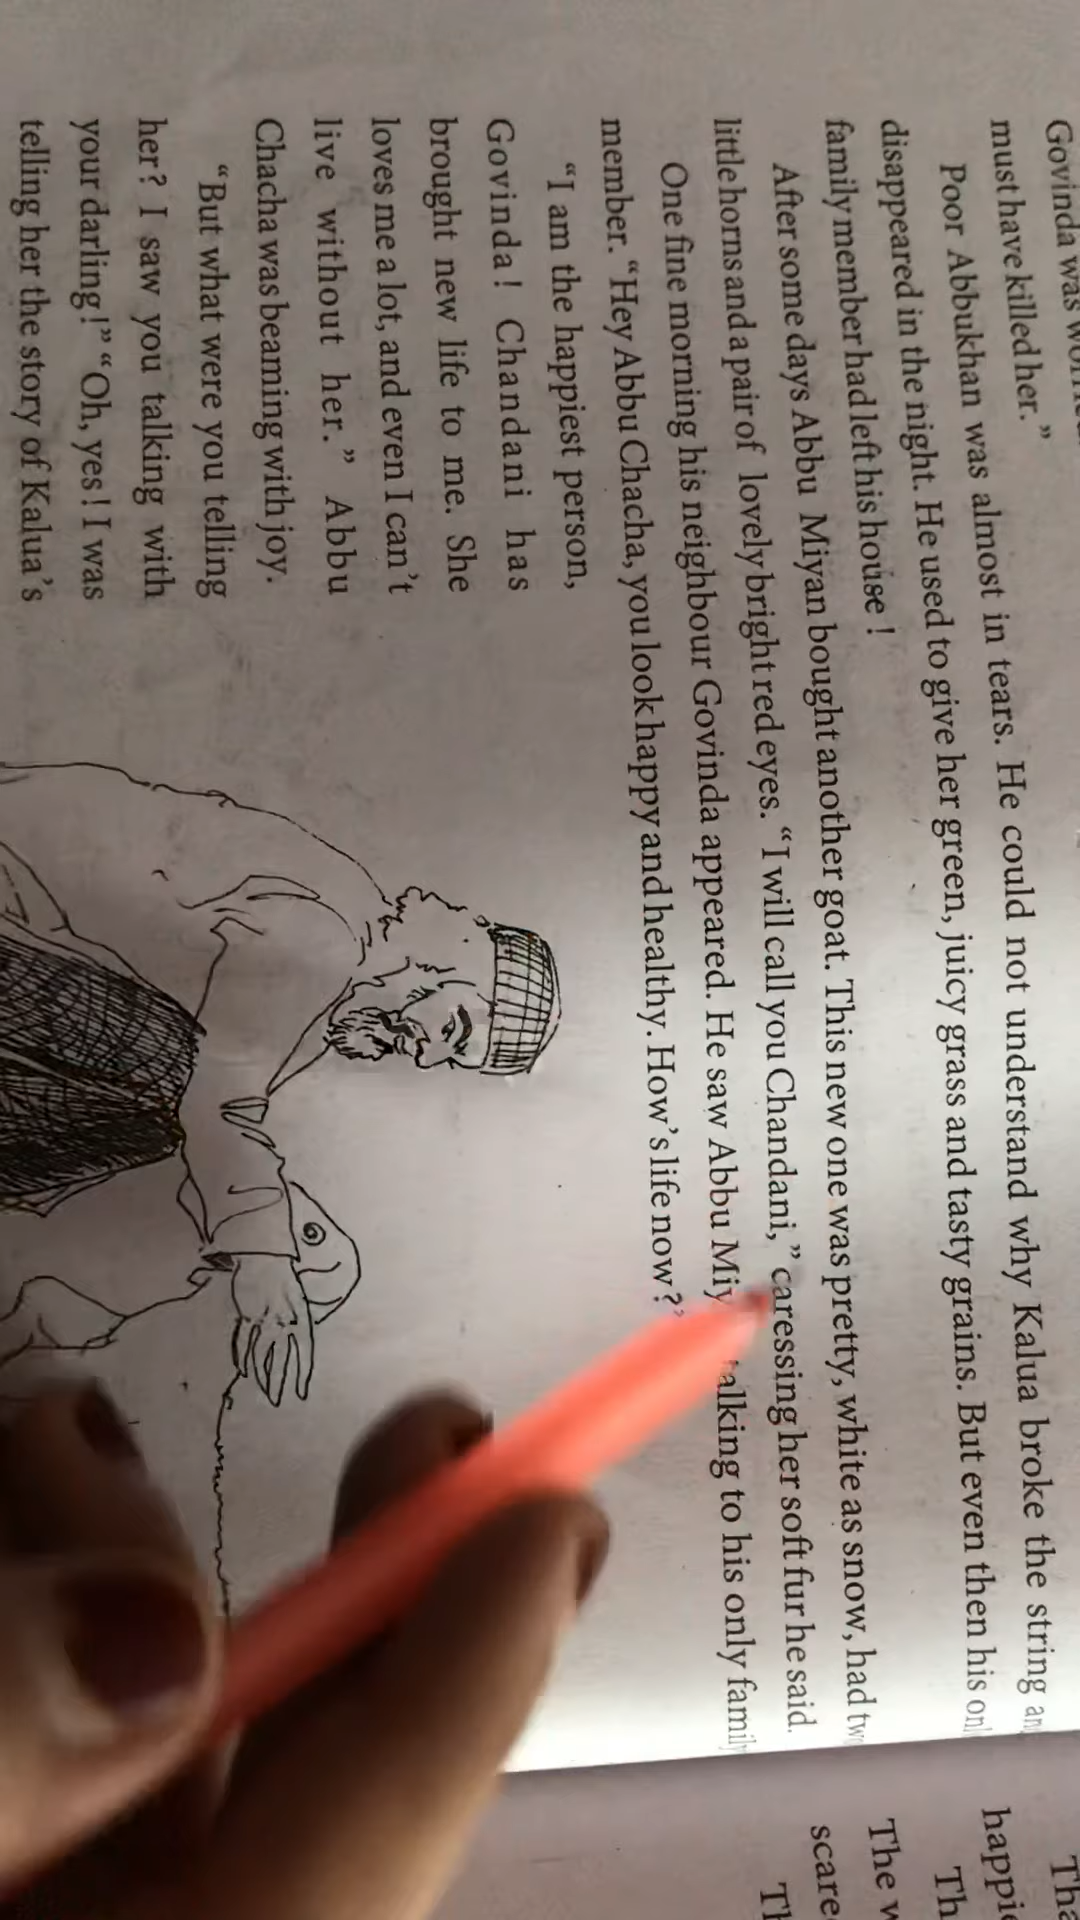 Govinda was
must have killed her.”
Poor Abbukhan was almost in tears. He could not understand why Kalua broke the string
disappeared in the night. He used to give her green, juicy grass and tasty grains. But even then his
family member had left his house !
After some days Abbu Miyan bought another goat. This new one was pretty, white as snow, had
little horns and a pair of lovely bright red eyes. “I will call you Chandani,” caressing her soft fur he said.
One fine morning his neighbour Govinda appeared. He saw Abbu talking to his only family
member. “Hey Abbu Chacha, you look happy and healthy. How’s life now?”
“I am the happiest person,
Govinda! Chandani has
brought new life to me. She
loves me a lot, and even I can’t
live without her.” Abbu
Chacha was beaming with joy.
“But what were you telling
her? I saw you talking with
your darling!” “Oh, yes! I was
telling her the story of Kalua’s
The
scare